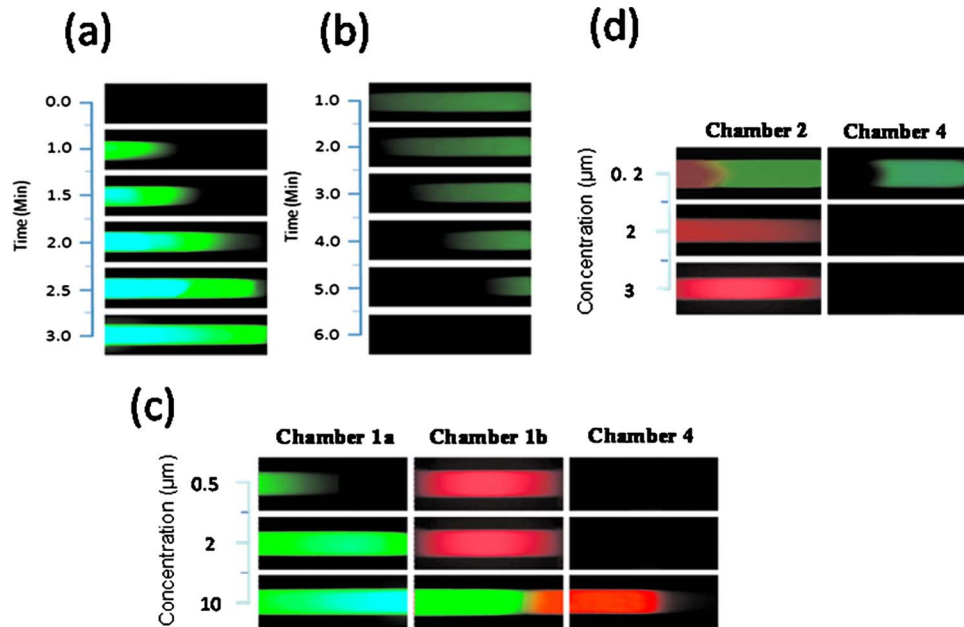 (a)
Time (Min)
0.0
1.0
1.5
2.0
2.5
3.0
(b)
Time (Min)
1.0
2.0
3.0
4.0
5.0
6.0
(d)
Chamber 2 Chamber 4
Concentration (µm)
0. 2
2
3
(c)
Chamber 1a Chamber 1b Chamber 4
Concentration (µm)
0.5
2
10